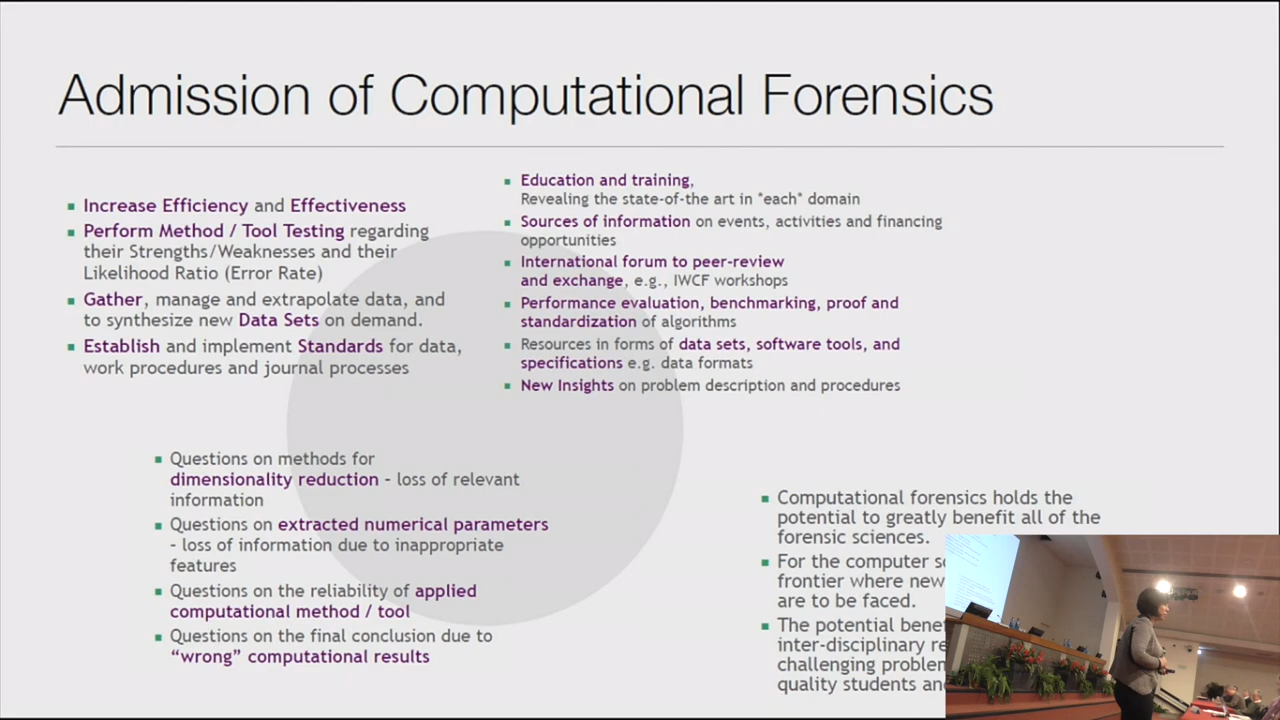 Admission of Computational Forensics
Increase Efficiency and Effectiveness
Perform Method / Tool Testing regarding
their Strengths/Weaknesses and their
Likelihood Ratio (Error Rate)
Gather, manage and extrapolate data, and
to synthesize new Data Sets on demand.
Establish and implement Standards for data,
work procedures and journal processes
Education and training,
Revealing the state-of-the art in *each* domain
Sources of information on events, activities and financing
opportunities
International forum to peer-review
and exchange, e.g., IWCF workshops
Performance evaluation, benchmarking, proof and
standardization of algorithms
Resources in forms of data sets, software tools, and
specifications e.g. data formats
New Insights on problem description and procedures
Questions on methods for
dimensionality reduction - loss of relevant
information
Questions on extracted numerical parameters
- loss of information due to inappropriate
features
Questions on the reliability of applied
computational method / tool
Questions on the final conclusion due to
“wrong” computational results
Computational forensics holds the
potential to greatly benefit all of the
forensic sciences.
For the computer
frontier where new
are to be faced.
The potential
inter-disciplinary
challenging
quality students